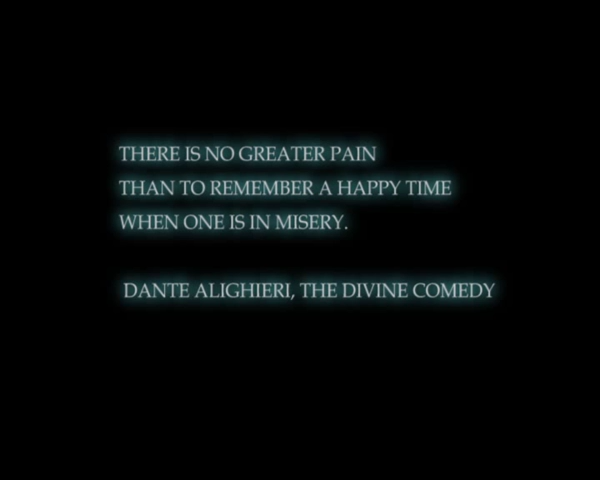 THERE IS NO GREATER PAIN
THAN TO REMEMBER A HAPPY TIME
WHEN ONE IS IN MISERY.
DANTE ALIGHIERI, THE DIVINE COMEDY